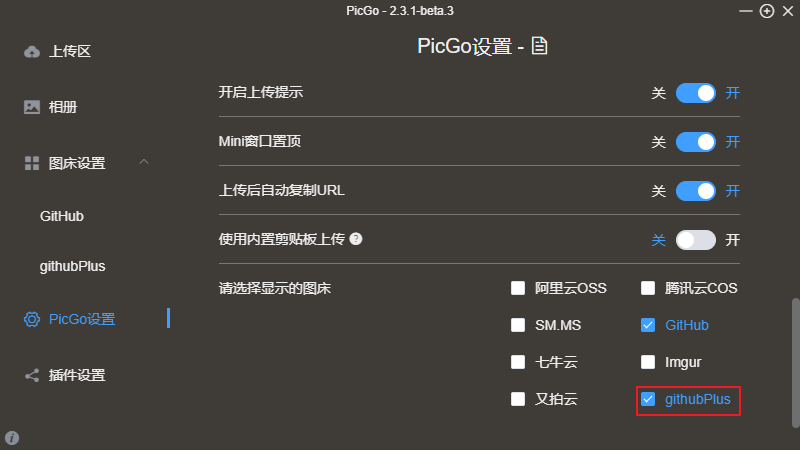 PicGo - 2.3.1-beta.3
上传区
相册
图床设置
GitHub
githubPlus
PicGo设置
插件设置
PicGo设置 -
开启上传提示 关 开
Mini窗口置顶 关 开
上传后自动复制URL 关 开
使用内置剪贴板上传 ? 关 开
请选择显示的图床 阿里云OSS 腾讯云COS
SM.MS GitHub
七牛云 Imgur
又拍云 githubPlus